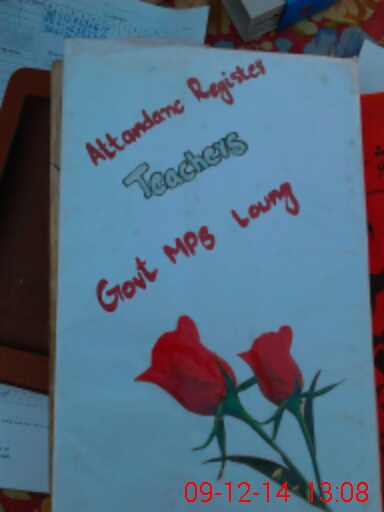 Attandanc Register
Teachers
Govt MPS Loung
09-12-14 13:08